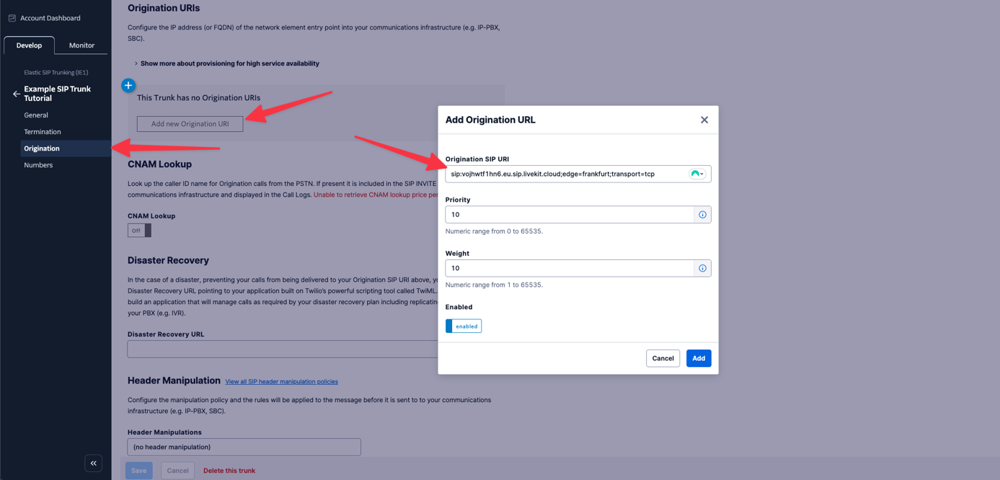 Account Dashboard
Develop
Monitor
Elastic SIP Trunking (IE1)
Example SIP Trunk
Tutorial
General
Termination
Origination
Numbers
Origination URIs
Configure the IP address (or FQDN) of the network element entry point into your communications infrastructure (e.g. IP-PBX,
SBC).
Show more about provisioning for high service availability
This Trunk has no Origination URIs
Add new Origination URI
CNAM Lookup
Look up the caller ID name for Origination calls from the PSTN. If present it is included in the SIP INVITE
communications infrastructure and displayed in the Call Logs. Unable to retrieve CNAM lookup price per
CNAM Lookup
Off
Disaster Recovery
In the case of a disaster, preventing your calls from being delivered to your Origination SIP URI above,
Disaster Recovery URL pointing to your application built on Twilio's powerful scripting tool called TwiML.
build an application that will manage calls as required by your disaster recovery plan including replicating
your PBX (e.g. IVR).
Disaster Recovery URL
Header Manipulation View all SIP header manipulation policies
Configure the manipulation policy and the rules will be applied to the message before it is sent to to your communications
infrastructure (e.g. IP-PBX, SBC).
Header Manipulations
(no header manipulation)
Save
Cancel
Delete this trunk
Add Origination URL
Origination SIP URI
sip:vojhwtf1hn6.eu.sip.livekit.cloud;edge=frankfurt;transport=tcp
Priority
10
Numeric range from 0 to 65535.
Weight
10
Numeric range from 1 to 65535.
Enabled
enabled
Cancel
Add